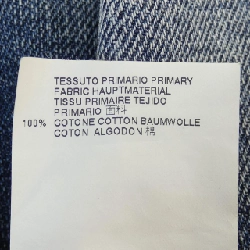 TESSUTO PRIMARIO PRIMARY
FABRIC HAUPTMATERIAL
TISSU PRIMAIRE TEJIDO
PRIMARIO 面料
100% COTONE COTTON BAUMWOLLE
COTON ALGODON 棉